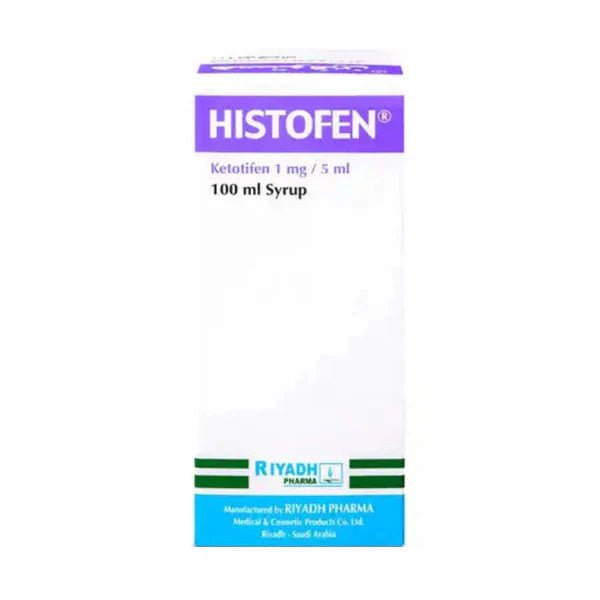 HISTOFEN®
Ketotifen 1 mg / 5 ml
100 ml Syrup
RIYADH
PHARMA
Manufactured by RIYADH PHARMA
Medical & Cosmetic Products Co. Ltd.
Riyadh - Saudi Arabia